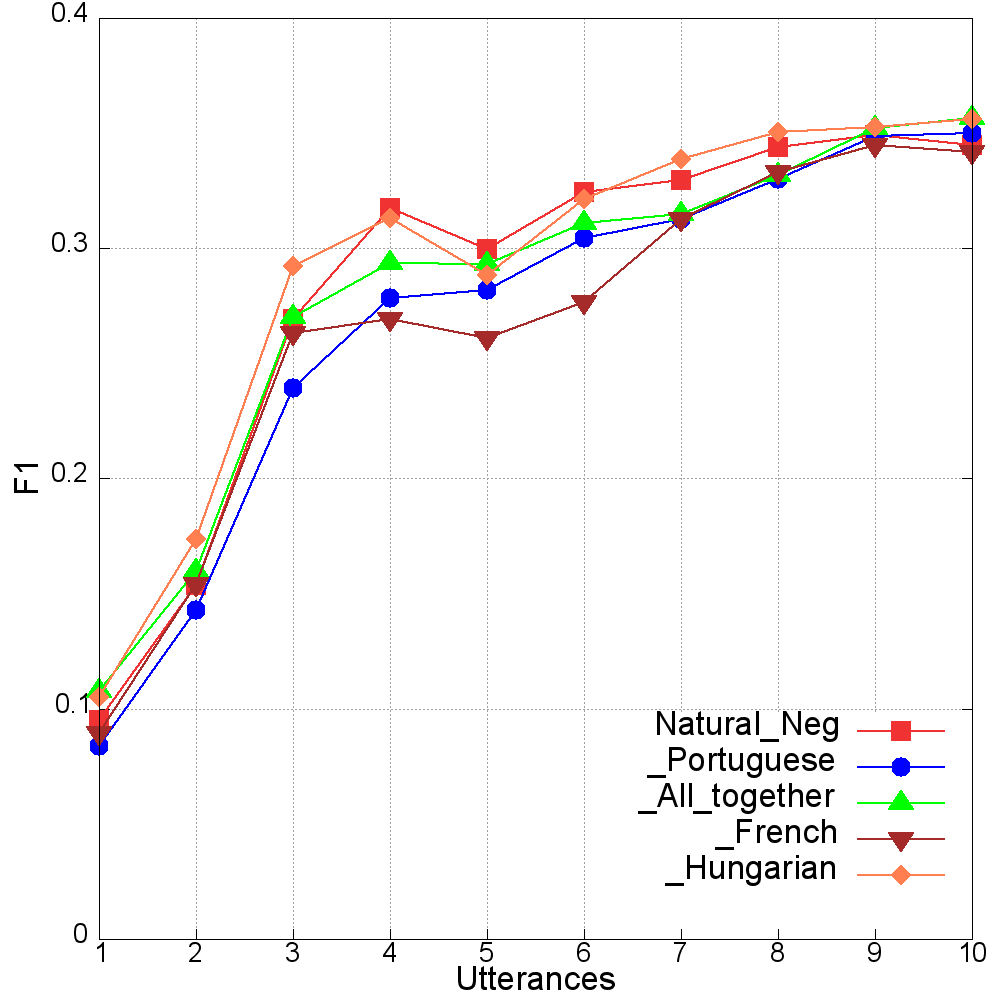 0.4
0.3
0.2
0.1
0
F1
1 2 3 4 5 6 7 8 9 10
Utterances
Natural_Neg
_Portuguese
_All_together
_French
_Hungarian